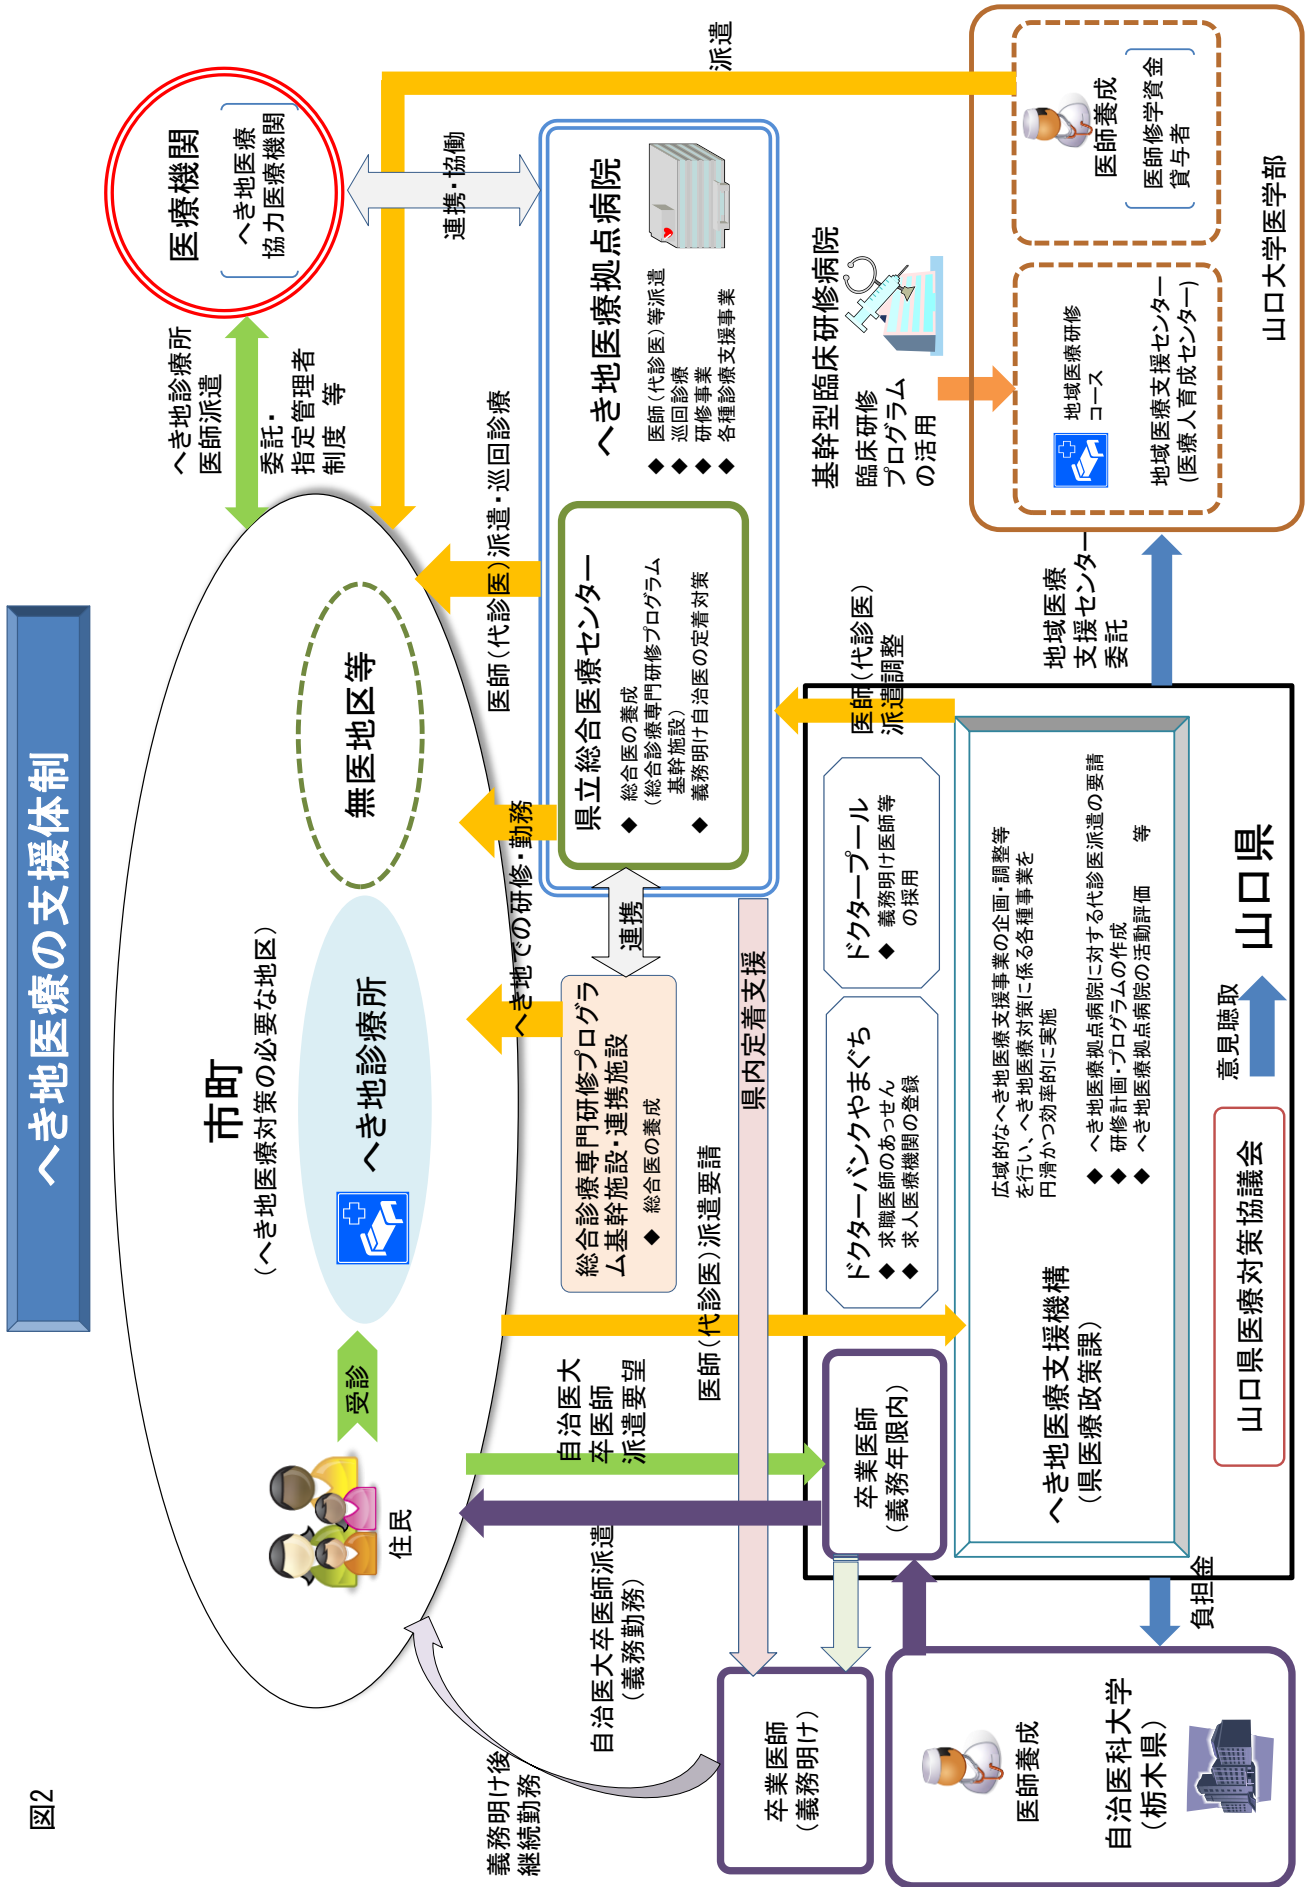 図2
へき地医療の支援体制
市町
(へき地医療対策の必要な地区)
住民
受診
へき地診療所
無医地区等
へき地診療所
医師派遣
委託・
指定管理者
制度 等
医療機関
へき地医療
協力医療機関
連携・協働
派遣
義務明け後
継続勤務
自治医大卒医師派遣
(義務勤務)
自治医大
卒医師
派遣要望
医師(代診医)派遣要請
へき地での研修・勤務
医師(代診医)派遣・巡回診療
総合診療専門研修プログラ
ム基幹施設・連携施設
◆ 総合医の養成
連携
県立総合医療センター
◆ 総合医の養成
(総合診療専門研修プログラム
基幹施設)
◆ 義務明け自治医の定着対策
へき地医療拠点病院
◆ 医師(代診医)等派遣
◆ 巡回診療
◆ 研修事業
◆ 各種診療支援事業
県内定着支援
卒業医師
(義務明け)
卒業医師
(義務年限内)
ドクターバンクやまぐち
◆ 求職医師のあっせん
◆ 求人医療機関の登録
ドクタープール
◆ 義務明け医師等
の採用
医師(代診医)
派遣調整
基幹型臨床研修病院
臨床研修
プログラム
の活用
医師養成
自治医科大学
(栃木県)
負担金
へき地医療支援機構
(県医療政策課)
広域的なへき地医療支援事業の企画・調整等
を行い、へき地医療対策に係る各種事業を
円滑かつ効率的に実施
◆ へき地医療拠点病院に対する代診医派遣の要請
◆ 研修計画・プログラムの作成
◆ へき地医療拠点病院の活動評価 等
山口県医療対策協議会
意見聴取
山口県
地域医療
支援センター
委託
地域医療研修
コース
地域医療支援センター
(医療人育成センター)
医師養成
医師修学資金
貸与者
山口大学医学部